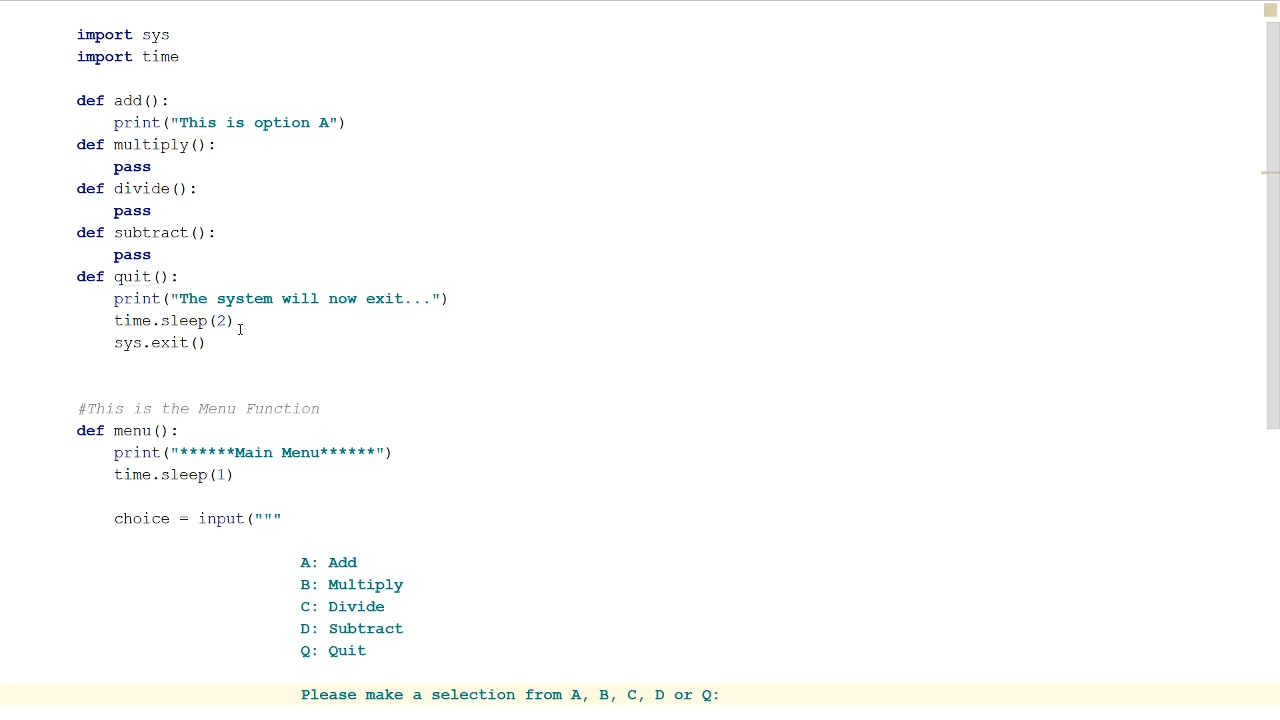 import sys
import time
def add():
    print("This is option A")
def multiply():
    pass
def divide():
    pass
def subtract():
    pass
def quit():
    print("The system will now exit...")
    time.sleep(2)
    sys.exit()
#This is the Menu Function
def menu():
    print("******Main Menu******")
    time.sleep(1)
    choice = input("""
                        A: Add
                        B: Multiply
                        C: Divide
                        D: Subtract
                        Q: Quit
                        Please make a selection from A, B, C, D or Q: